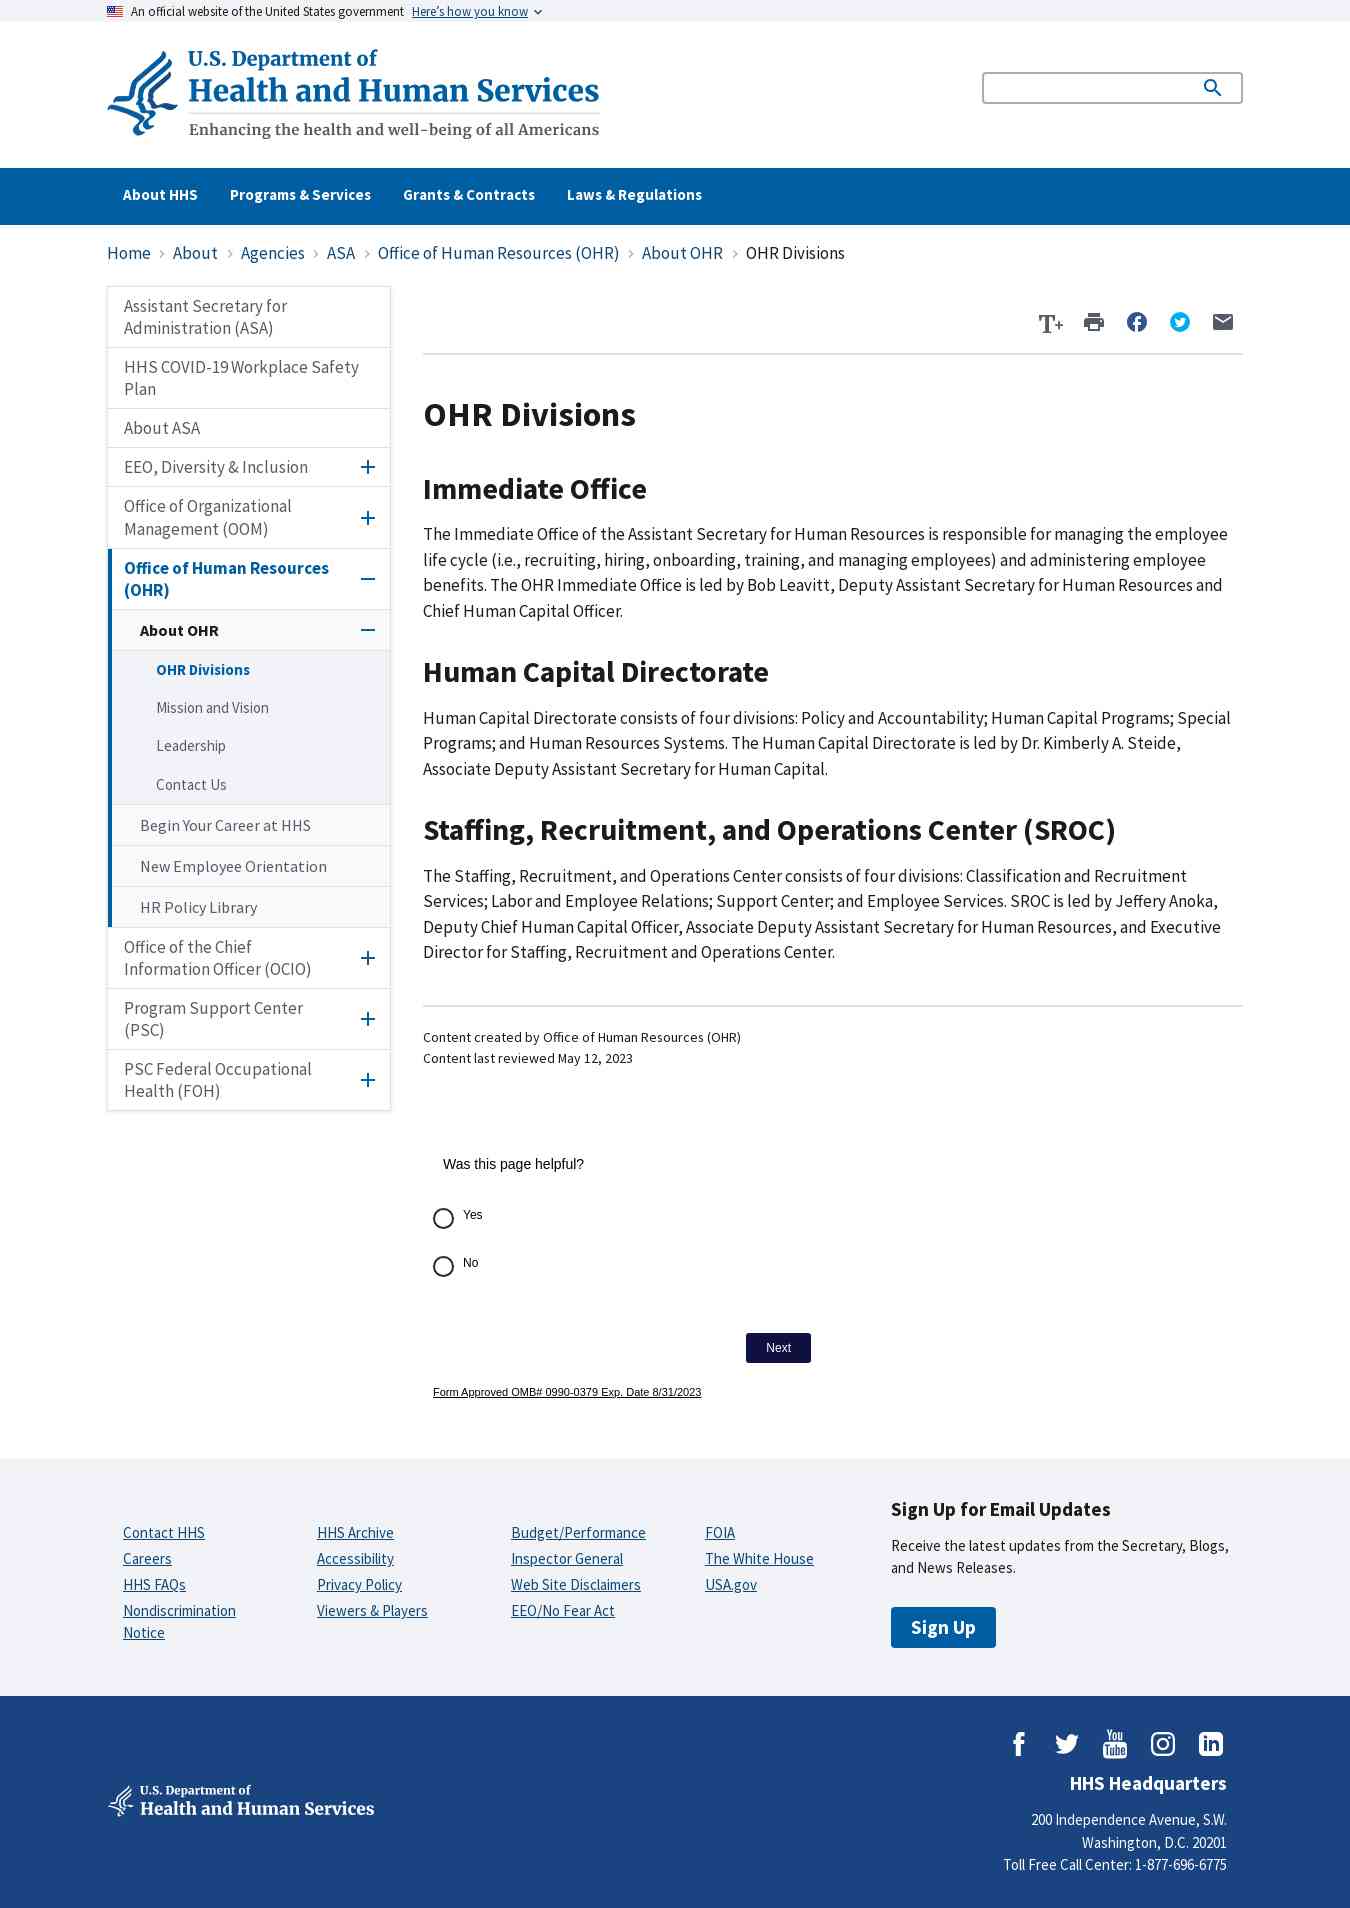 An official website of the United States government Here's how you know
U.S. Department of
Health and Human Services
Enhancing the health and well-being of all Americans
About HHS
Programs & Services
Grants & Contracts
Laws & Regulations
Home > About > Agencies > ASA > Office of Human Resources (OHR) > About OHR > OHR Divisions
Assistant Secretary for
Administration (ASA)
HHS COVID-19 Workplace Safety
Plan
About ASA
EEO, Diversity & Inclusion
Office of Organizational
Management (OOM)
Office of Human Resources
(OHR)
About OHR
OHR Divisions
Mission and Vision
Leadership
Contact Us
Begin Your Career at HHS
New Employee Orientation
HR Policy Library
Office of the Chief
Information Officer (OCIO)
Program Support Center
(PSC)
PSC Federal Occupational
Health (FOH)
T+
OHR Divisions
Immediate Office
The Immediate Office of the Assistant Secretary for Human Resources is responsible for managing the employee
life cycle (i.e., recruiting, hiring, onboarding, training, and managing employees) and administering employee
benefits. The OHR Immediate Office is led by Bob Leavitt, Deputy Assistant Secretary for Human Resources and
Chief Human Capital Officer.
Human Capital Directorate
Human Capital Directorate consists of four divisions: Policy and Accountability; Human Capital Programs; Special
Programs; and Human Resources Systems. The Human Capital Directorate is led by Dr. Kimberly A. Steide,
Associate Deputy Assistant Secretary for Human Capital.
Staffing, Recruitment, and Operations Center (SROC)
The Staffing, Recruitment, and Operations Center consists of four divisions: Classification and Recruitment
Services; Labor and Employee Relations; Support Center; and Employee Services. SROC is led by Jeffery Anoka,
Deputy Chief Human Capital Officer, Associate Deputy Assistant Secretary for Human Resources, and Executive
Director for Staffing, Recruitment and Operations Center.
Content created by Office of Human Resources (OHR)
Content last reviewed May 12, 2023
Was this page helpful?
Yes
No
Next
Form Approved OMB# 0990-0379 Exp. Date 8/31/2023
Contact HHS
Careers
HHS FAQs
Nondiscrimination
Notice
HHS Archive
Accessibility
Privacy Policy
Viewers & Players
Budget/Performance
Inspector General
Web Site Disclaimers
EEO/No Fear Act
FOIA
The White House
USA.gov
Sign Up for Email Updates
Receive the latest updates from the Secretary, Blogs,
and News Releases.
Sign Up
You
Tube
U.S. Department of
Health and Human Services
HHS Headquarters
200 Independence Avenue, S.W.
Washington, D.C. 20201
Toll Free Call Center: 1-877-696-6775